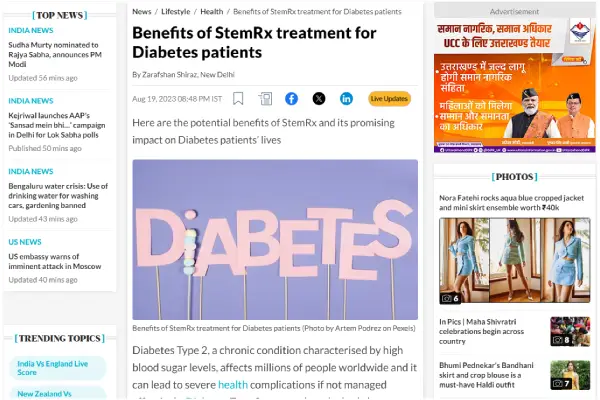 [ TOP NEWS ]
INDIA NEWS
Sudha Murty nominated to
Rajya Sabha, announces PM
Modi
Updated 56 mins ago
INDIA NEWS
Kejriwal launches AAP's
'Sansad mein bhi...' campaign
in Delhi for Lok Sabha polls
Published 50 mins ago
INDIA NEWS
Bengaluru water crisis: Use of
drinking water for washing
cars, gardening banned
Updated 43 mins ago
US NEWS
US embassy warns of
imminent attack in Moscow
Updated 40 mins ago
[ TRENDING TOPICS ]
India Vs England Live
Score
New Zealand Vs
News / Lifestyle / Health / Benefits of StemRx treatment for Diabetes patients
Benefits of StemRx treatment for
Diabetes patients
By Zarafshan Shiraz, New Delhi
Aug 19, 2023 08:48 PM IST
Live Updates
Here are the potential benefits of StemRx and its promising
impact on Diabetes patients' lives
DiABETES
Benefits of StemRx treatment for Diabetes patients (Photo by Artem Podrez on Pexels)
Diabetes Type 2, a chronic condition characterised by high
blood sugar levels, affects millions of people worldwide and it
can lead to severe health complications if not managed
Advertisement
समान नागरिक, समान अधिकार
UCC के लिए उत्तराखण्ड तैयार
उत्तराखण्ड में जल्द लागू
होगी समान नागरिक
संहिता
महिलाओं को मिलेगा
सम्मान और समानता
का अधिकार
[ PHOTOS ]
Nora Fatehi rocks aqua blue cropped jacket
and mini skirt ensemble worth ₹40k
6
In Pics | Maha Shivratri
celebrations begin across
country
8
Bhumi Pednekar's Bandhani
skirt and crop blouse is a
must-have Haldi outfit
7